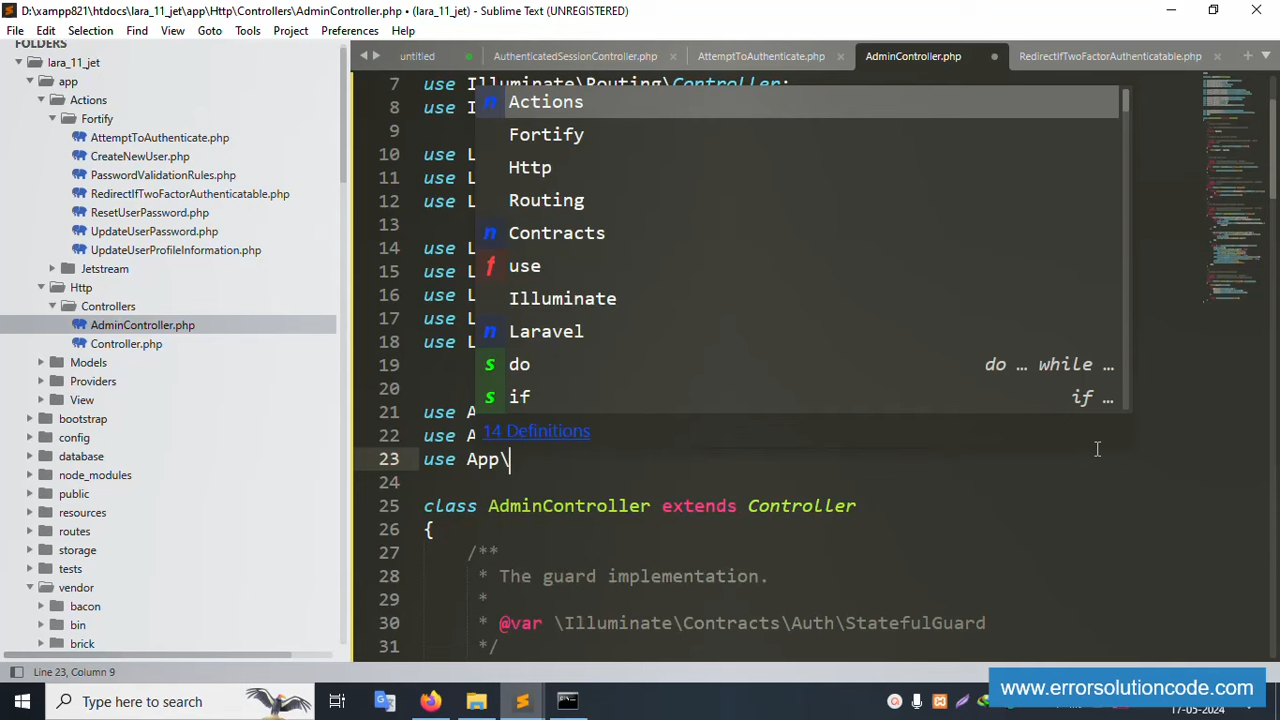 D:\xampp821\htdocs\lara_11_jet\app\Http\Controllers\AdminController.php • (lara_11_jet) - Sublime Text (UNREGISTERED)
File Edit Selection Find View Goto Tools Project Preferences Help
FOLDERS
lara_11_jet
app
Actions
Fortify
AttemptToAuthenticate.php
CreateNewUser.php
PasswordValidationRules.php
RedirectIfTwoFactorAuthenticatable.php
ResetUserPassword.php
UpdateUserPassword.php
UpdateUserProfileInformation.php
Jetstream
Http
Controllers
AdminController.php
Controller.php
Models
Providers
View
bootstrap
config
database
node_modules
public
resources
routes
storage
tests
vendor
bacon
bin
brick
untitled AuthenticatedSessionController.php AttemptToAuthenticate.php AdminController.php RedirectIfTwoFactorAuthenticatable.php
7 use Illuminate\Routing\Controller;
8 use I
9
10 use L
11 use L
12 use L
13
14 use L
15 use L
16 use L
17 use L
18 use L
19
20
21 use A
22 use A
23 use App\
24
25 class AdminController extends Controller
26 {
27 /**
28 * The guard implementation.
29 *
30 * @var \Illuminate\Contracts\Auth\StatefulGuard
31 */
n Actions
Fortify
Http
Routing
n Contracts
f use
Illuminate
n Laravel
s do do … while …
s if if …
14 Definitions
Line 23, Column 9
www.errorsolutioncode.com
Type here to search
17-05-2024